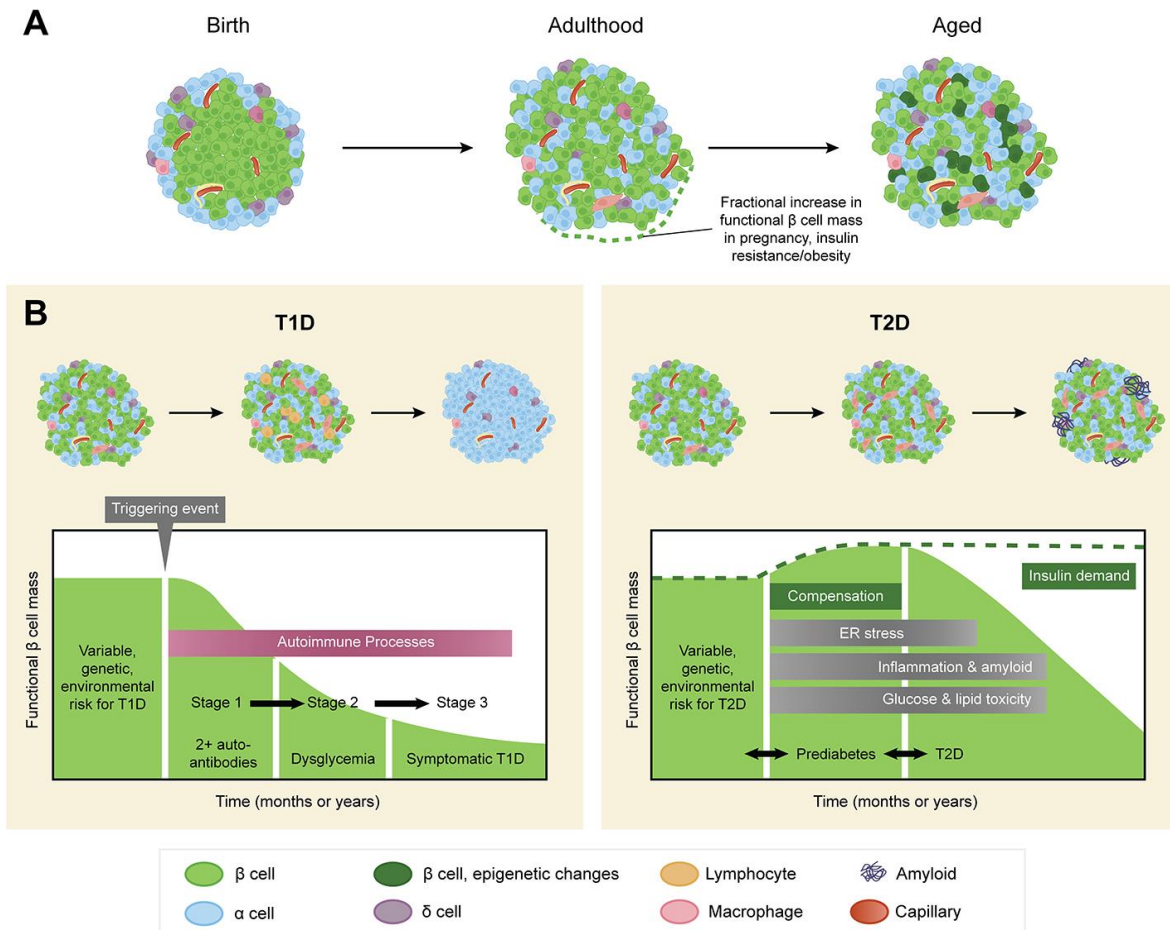 A
Birth
Adulthood
Aged
Fractional increase in
functional β cell mass
in pregnancy, insulin
resistance/obesity
B
T1D
Triggering event
Functional β cell mass
Variable,
genetic,
environmental
risk for T1D
Autoimmune Processes
Stage 1
Stage 2
Stage 3
2+ auto-
antibodies
Dysglycemia
Symptomatic T1D
Time (months or years)
T2D
Functional β cell mass
Variable,
genetic,
environmental
risk for T2D
Insulin demand
Compensation
ER stress
Inflammation & amyloid
Glucose & lipid toxicity
Prediabetes
T2D
Time (months or years)
β cell
β cell, epigenetic changes
Lymphocyte
Amyloid
α cell
δ cell
Macrophage
Capillary